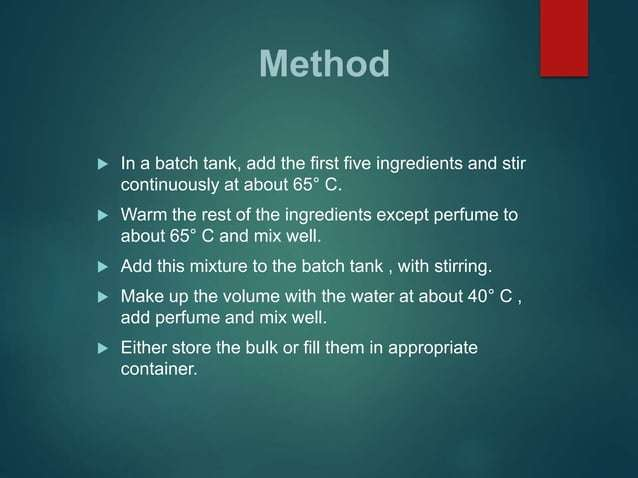 Method
In a batch tank, add the first five ingredients and stir
continuously at about 65° C.
Warm the rest of the ingredients except perfume to
about 65° C and mix well.
Add this mixture to the batch tank , with stirring.
Make up the volume with the water at about 40° C ,
add perfume and mix well.
Either store the bulk or fill them in appropriate
container.